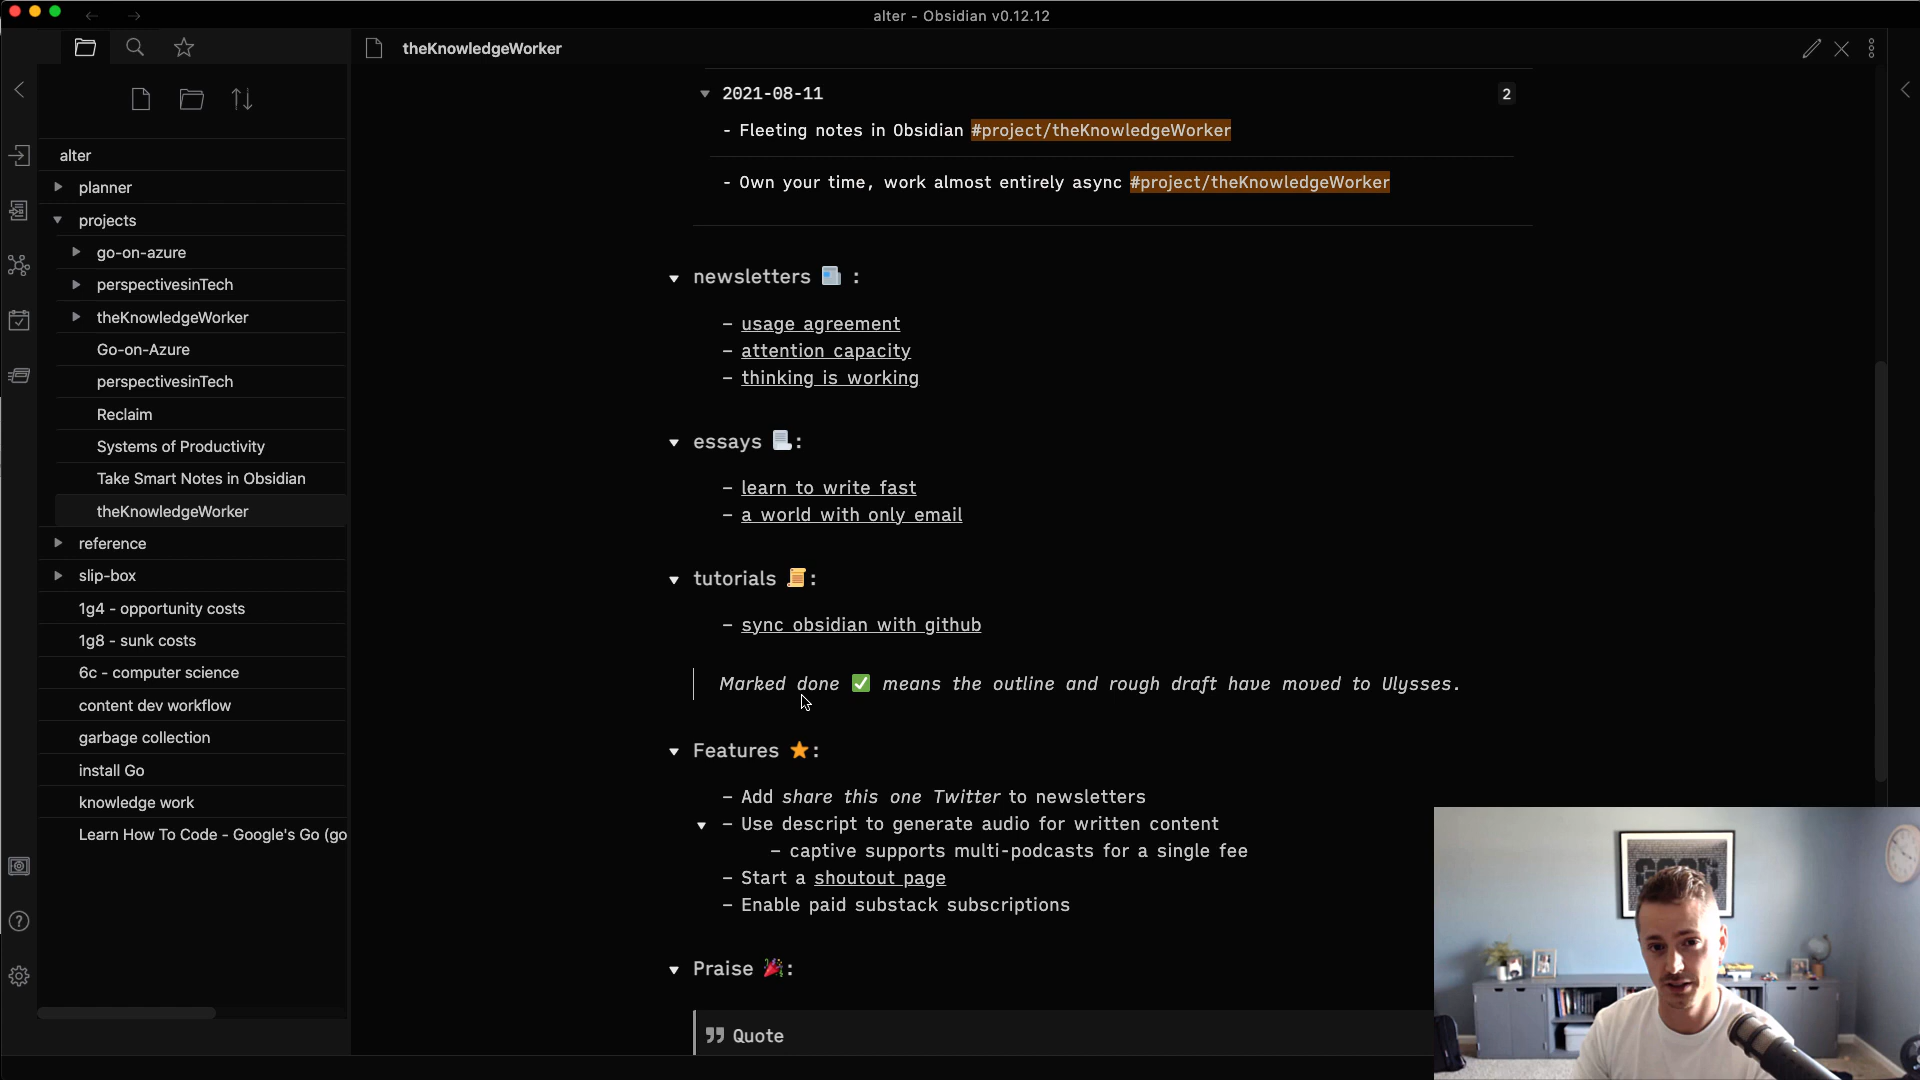 alter - Obsidian v0.12.12
theKnowledgeWorker
alter
planner
projects
go-on-azure
perspectivesinTech
theKnowledgeWorker
Go-on-Azure
perspectivesinTech
Reclaim
Systems of Productivity
Take Smart Notes in Obsidian
theKnowledgeWorker
reference
slip-box
1g4 - opportunity costs
1g8 - sunk costs
6c - computer science
content dev workflow
garbage collection
install Go
knowledge work
Learn How To Code - Google's Go (go
2021-08-11 2
- Fleeting notes in Obsidian #project/theKnowledgeWorker
- Own your time, work almost entirely async #project/theKnowledgeWorker
newsletters 📰 :
- usage agreement
- attention capacity
- thinking is working
essays 📃:
- learn to write fast
- a world with only email
tutorials 📜:
- sync obsidian with github
Marked done ✅ means the outline and rough draft have moved to Ulysses.
Features ⭐:
- Add share this one Twitter to newsletters
- Use descript to generate audio for written content
- captive supports multi-podcasts for a single fee
- Start a shoutout page
- Enable paid substack subscriptions
Praise 🎉:
Quote
GOOD